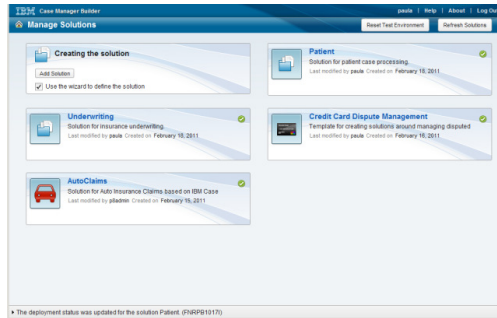 IBM Case Manager Builder
paula | Help | About | Log Ou
Manage Solutions
Reset Test Environment
Refresh Solutions
Creating the solution
Add Solution
Use the wizard to define the solution
Patient
Solution for patient case processing.
Last modified by paula Created on February 18, 2011
Underwriting
Solution for insurance underwriting.
Last modified by paula Created on February 18, 2011
Credit Card Dispute Management
Template for creating solutions around managing disputed
Last modified by paula Created on February 18, 2011
AutoClaims
Solution for Auto Insurance Claims based on IBM Case
Last modified by p8admin Created on February 15, 2011
The deployment status was updated for the solution Patient. (FNRPB1017I)